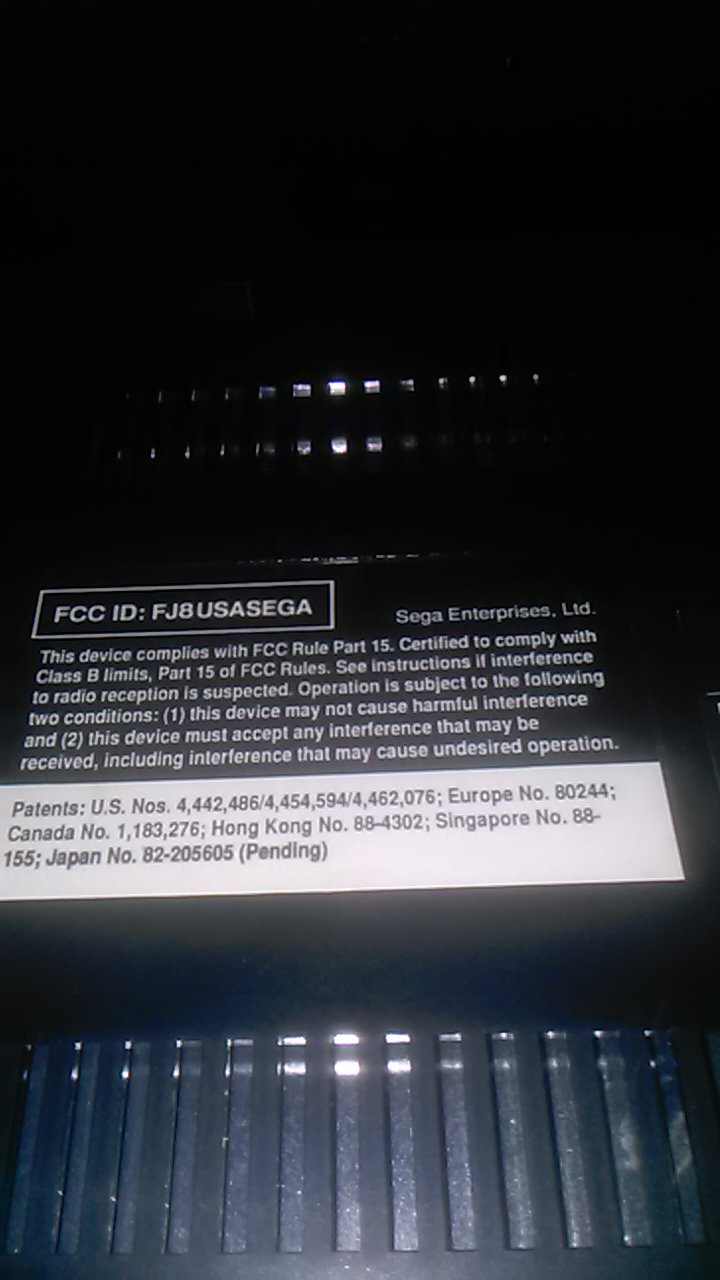 FCC ID: FJ8USASEGA
Sega Enterprises, Ltd.
This device complies with FCC Rule Part 15. Certified to comply with
Class B limits, Part 15 of FCC Rules. See instructions if interference
to radio reception is suspected. Operation is subject to the following
two conditions: (1) this device may not cause harmful interference
and (2) this device must accept any interference that may be
received, including interference that may cause undesired operation.
Patents: U.S. Nos. 4,442,486/4,454,594/4,462,076; Europe No. 80244;
Canada No. 1,183,276; Hong Kong No. 88-4302; Singapore No. 88-
155; Japan No. 82-205605 (Pending)